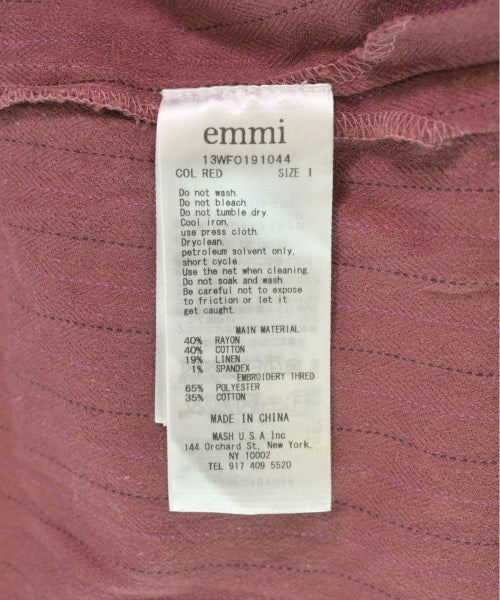 emmi
13WFO191044
COL RED SIZE 1
Do not wash.
Do not bleach.
Do not tumble dry.
Cool iron,
use press cloth.
Dryclean,
petroleum solvent only,
short cycle
Use the net when cleaning.
Do not soak and wash.
Be careful not to expose
to friction or let it
get caught.
MAIN MATERIAL
40% RAYON
40% COTTON
19% LINEN
1% SPANDEX
EMBROIDERY THRED
65% POLYESTER
35% COTTON
MADE IN CHINA
MASH U S A Inc
144 Orchard St, New York,
NY 10002
TEL 917 409 5520